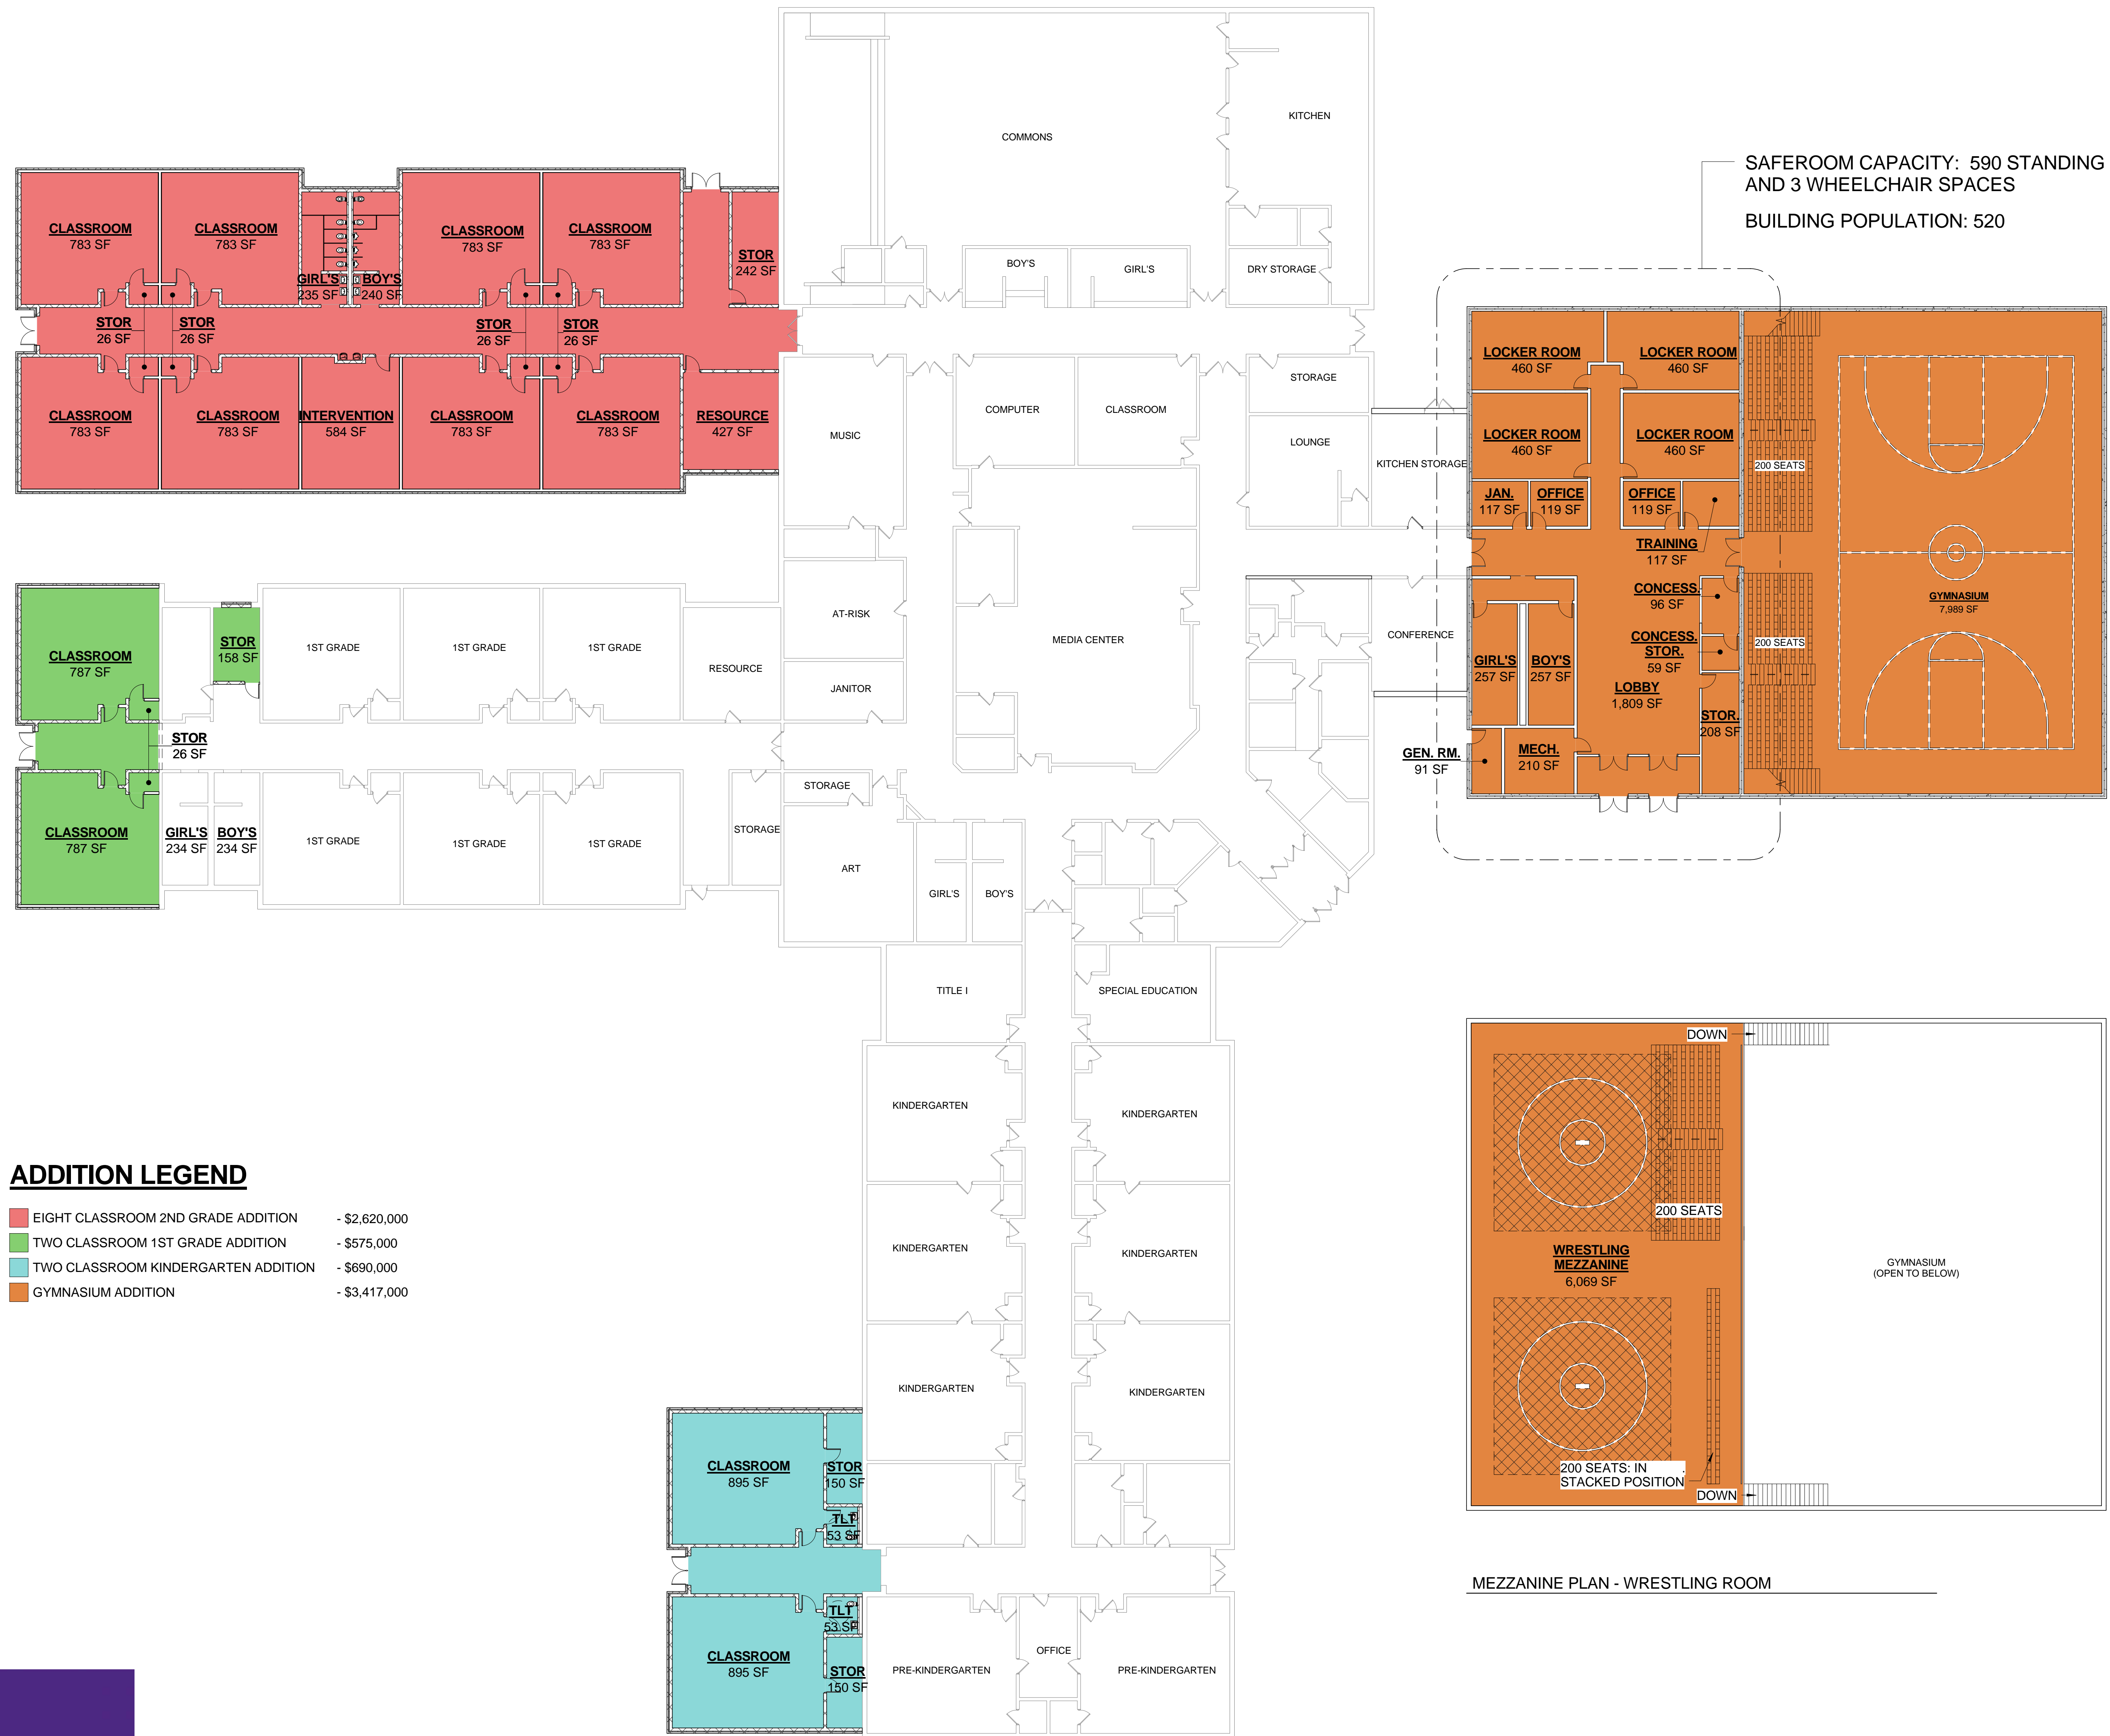 COMMONS
KITCHEN
SAFEROOM CAPACITY: 590 STANDING
AND 3 WHEELCHAIR SPACES
BUILDING POPULATION: 520
CLASSROOM
783 SF
CLASSROOM
783 SF
CLASSROOM
783 SF
CLASSROOM
783 SF
STOR
242 SF
GIRL'S
235 SF
BOY'S
240 SF
STOR
26 SF
STOR
26 SF
STOR
26 SF
STOR
26 SF
CLASSROOM
783 SF
CLASSROOM
783 SF
INTERVENTION
584 SF
CLASSROOM
783 SF
CLASSROOM
783 SF
RESOURCE
427 SF
BOY'S
GIRL'S
DRY STORAGE
MUSIC
COMPUTER
CLASSROOM
STORAGE
LOUNGE
KITCHEN STORAGE
LOCKER ROOM
460 SF
LOCKER ROOM
460 SF
LOCKER ROOM
460 SF
LOCKER ROOM
460 SF
200 SEATS
JAN.
117 SF
OFFICE
119 SF
OFFICE
119 SF
TRAINING
117 SF
CONCESS.
96 SF
CONCESS.
STOR.
59 SF
GYMNASIUM
7,989 SF
200 SEATS
GIRL'S
257 SF
BOY'S
257 SF
LOBBY
1,809 SF
STOR.
208 SF
GEN. RM.
91 SF
MECH.
210 SF
CLASSROOM
787 SF
STOR
158 SF
1ST GRADE
1ST GRADE
1ST GRADE
RESOURCE
AT-RISK
JANITOR
MEDIA CENTER
CONFERENCE
STOR
26 SF
CLASSROOM
787 SF
GIRL'S
234 SF
BOY'S
234 SF
1ST GRADE
1ST GRADE
1ST GRADE
STORAGE
STORAGE
ART
GIRL'S
BOY'S
TITLE I
SPECIAL EDUCATION
KINDERGARTEN
KINDERGARTEN
KINDERGARTEN
KINDERGARTEN
KINDERGARTEN
KINDERGARTEN
DOWN
200 SEATS
WRESTLING
MEZZANINE
6,069 SF
GYMNASIUM
(OPEN TO BELOW)
200 SEATS: IN
STACKED POSITION
DOWN
MEZZANINE PLAN - WRESTLING ROOM
ADDITION LEGEND
EIGHT CLASSROOM 2ND GRADE ADDITION - $2,620,000
TWO CLASSROOM 1ST GRADE ADDITION - $575,000
TWO CLASSROOM KINDERGARTEN ADDITION - $690,000
GYMNASIUM ADDITION - $3,417,000
CLASSROOM
895 SF
STOR
150 SF
TLT
53 SF
TLT
53 SF
CLASSROOM
895 SF
STOR
150 SF
PRE-KINDERGARTEN
OFFICE
PRE-KINDERGARTEN